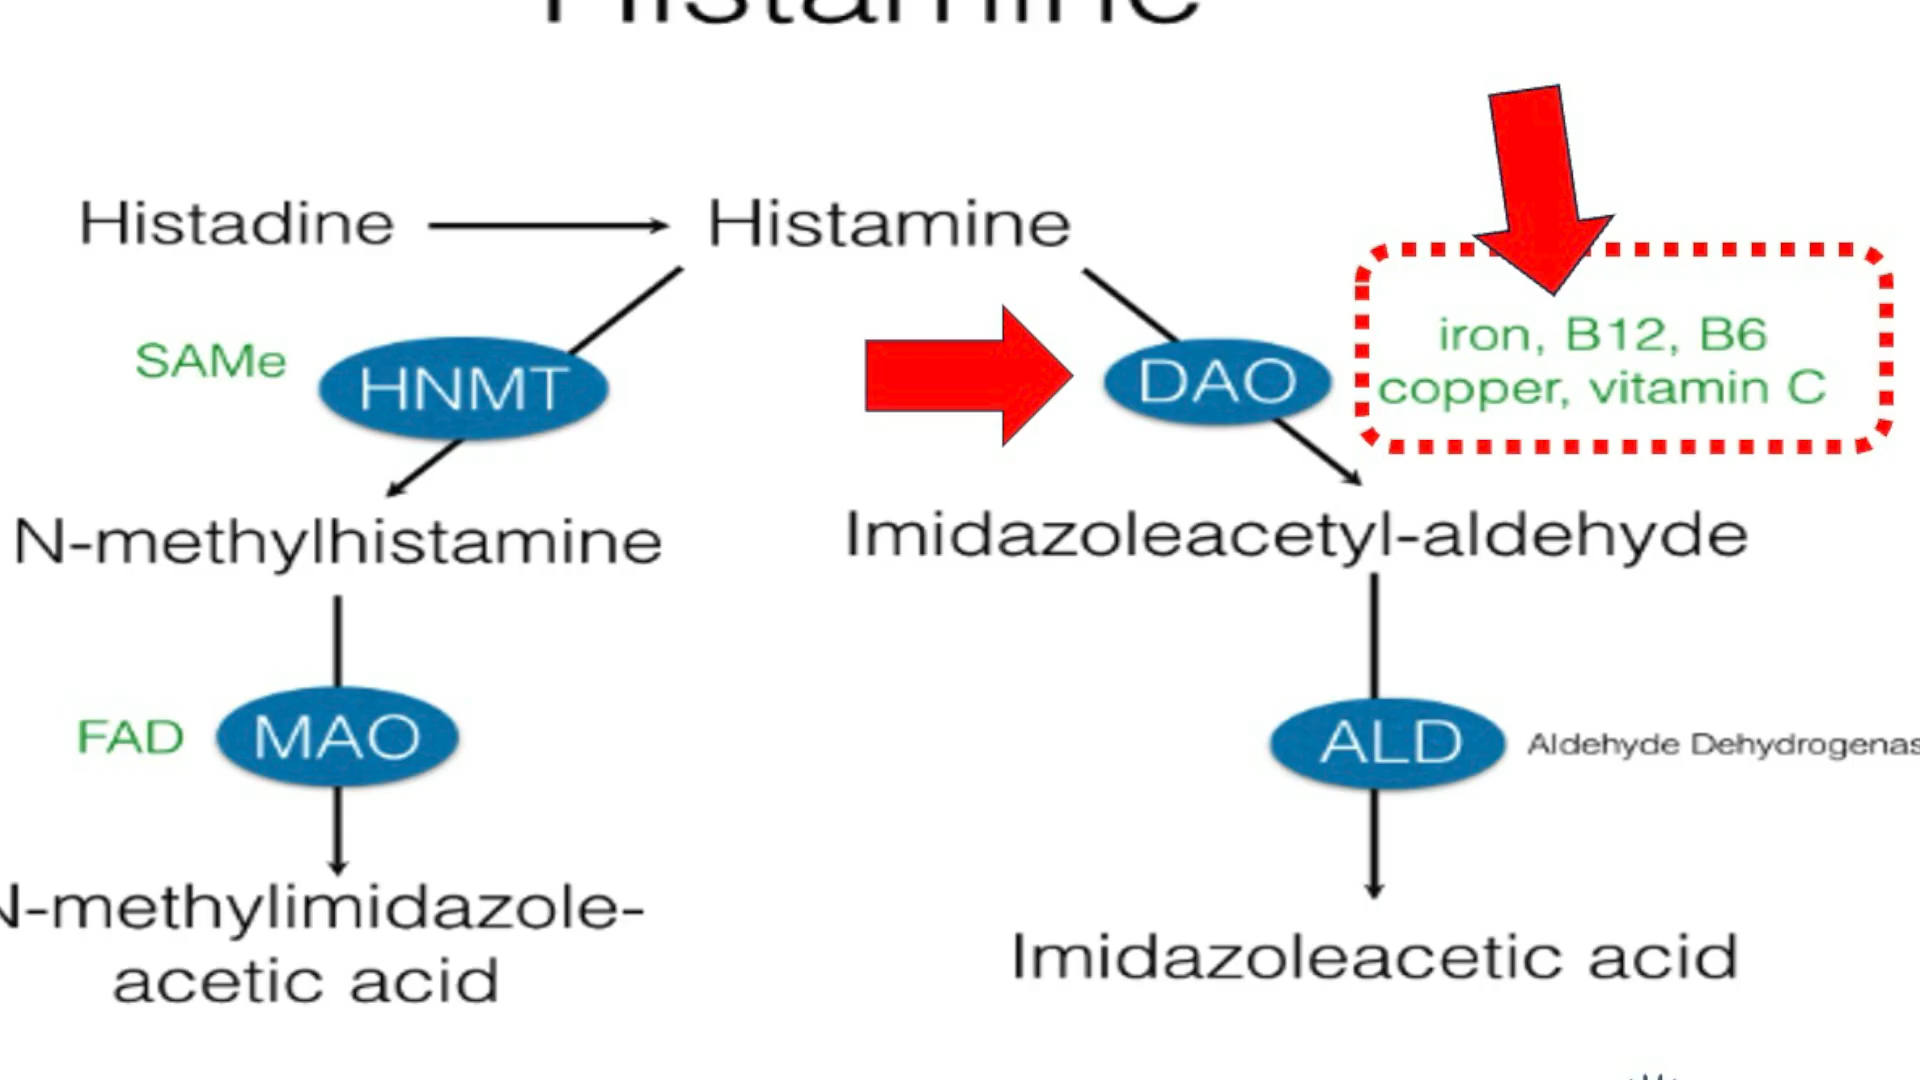 Histamine
Histadine
Histamine
SAMe
HNMT
DAO
iron, B12, B6
copper, vitamin C
N-methylhistamine
Imidazoleacetyl-aldehyde
FAD
MAO
ALD
Aldehyde Dehydrogenas
N-methylimidazole-
acetic acid
Imidazoleacetic acid